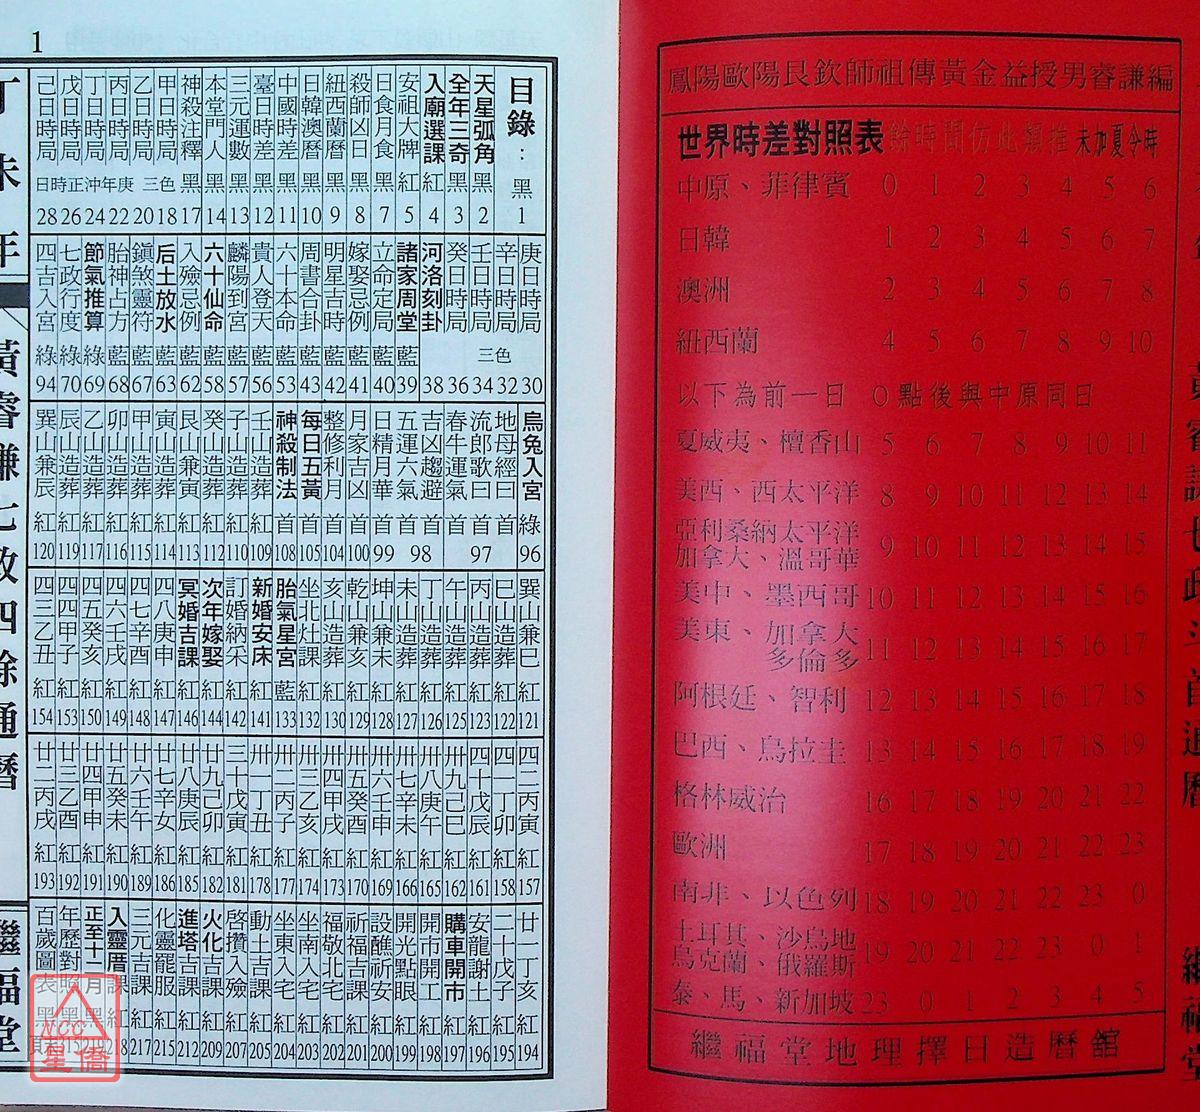 鳳陽歐陽艮欽師祖傳黃金益授男睿謙編
世界時差對照表 餘時間仿此類推 未加夏令時
中原、菲律賓 0 1 2 3 4 5 6
日韓 1 2 3 4 5 6 7
澳洲 2 3 4 5 6 7 8
紐西蘭 4 5 6 7 8 9 10
以下為前一日 0點後與中原同日
夏威夷、檀香山 5 6 7 8 9 10 11
美西、西太平洋 8 9 10 11 12 13 14
亞利桑納太平洋
加拿大、溫哥華 9 10 11 12 13 14 15
美中、墨西哥 10 11 12 13 14 15 16
美東、加拿大
多倫多 11 12 13 14 15 16 17
阿根廷、智利 12 13 14 15 16 17 18
巴西、烏拉圭 13 14 15 16 17 18 19
格林威治 16 17 18 19 20 21 22
歐洲 17 18 19 20 21 22 23
南非、以色列 18 19 20 21 22 23 0
土耳其、沙烏地
烏克蘭、俄羅斯 19 20 21 22 23 0 1
泰、馬、新加坡 23 0 1 2 3 4 5
繼福堂地理擇日造曆館
黃睿謙七政斗首通曆
繼福堂
1
目錄：黑 1
天星弧角 黑 2
全年三奇 黑 3
入廟選課 紅 4
安祖大牌 紅 5
日食月食 黑 7
殺師凶日 黑 8
紐西蘭曆 黑 9
日韓澳曆 黑 10
中國時差 黑 11
臺日時差 黑 12
三元運數 黑 13
本堂門人 黑 14
神殺注釋 黑 17
甲日時局 18
乙日時局 20
丙日時局 22
丁日時局 24
戊日時局 26
己日時局 28
日時正沖年庚 三色
庚日時局 30
辛日時局 32
壬日時局 34
癸日時局 36
三色
河洛刻卦 38
諸家周堂 藍 39
立命定局 藍 40
嫁娶忌例 藍 41
明星吉時 藍 42
周書合卦 藍 43
六十本命 藍 53
貴人登天 藍 56
麟陽到宮 藍 57
六十仙命 藍 58
入殮忌例 藍 62
后土放水 藍 63
鎮煞靈符 藍 67
胎神占方 藍 68
節氣推算 綠 69
七政行度 綠 70
四吉入宮 綠 94
烏兔入宮 綠 96
地母經曰 首
流郎歌曰 首 97
春牛運氣 首
吉凶趨避 首 98
五運六氣 首
日精月華 首 99
月家吉凶 首 100
整修利月 首 104
每日五黃 首 105
神殺制法 首 108
壬山造葬 紅 109
子山造葬 紅 110
癸山造葬 紅 112
艮山兼寅 紅 113
寅山造葬 紅 114
甲山造葬 紅 115
卯山造葬 紅 116
乙山造葬 紅 117
辰山造葬 紅 119
巽山兼辰 紅 120
巽山兼巳 紅 121
巳山造葬 紅 122
丙山造葬 紅 123
午山造葬 紅 125
丁山造葬 紅 126
未山造葬 紅 127
坤山兼未 紅 128
乾山兼亥 紅 129
亥山造葬 紅 130
坐北灶課 紅 132
胎氣星宮 藍 133
新婚安床 紅 141
訂婚納采 紅 142
次年嫁娶 紅 144
冥婚吉課 紅 146
四八庚申 紅 147
四七辛酉 紅 148
四六壬戌 紅 149
四五癸亥 紅 150
四四甲子 紅 153
四三乙丑 紅 154
四二丙寅 紅 157
四一丁卯 紅 158
四十戊辰 紅 161
卅九己巳 紅 162
卅八庚午 紅 165
卅七辛未 紅 166
卅六壬申 紅 169
卅五癸酉 紅 170
卅四甲戌 紅 173
卅三乙亥 紅 174
卅二丙子 紅 177
卅一丁丑 紅 178
三十戊寅 紅 181
廿九己卯 紅 182
廿八庚辰 紅 185
廿七辛 紅 186
廿六壬午 紅 189
廿五癸未 紅 190
廿四甲申 紅 191
廿三乙酉 紅 192
廿二丙戌 紅 193
廿一丁亥 紅 194
二十戊子 紅 195
安龍謝土 紅 196
購車開市 紅 197
開市開工 紅 198
開光點眼 紅 199
設醮祈安 紅 200
祈福吉課 紅 201
福敬北宅 紅 202
坐南入宅 紅 203
坐東入宅 紅 204
動土吉課 紅 205
啓攢入殮 紅 207
火化吉課 紅 209
進塔吉課 紅 212
化靈罷服 紅 215
三元吉課 紅 217
入靈厝課 紅 218
正至十二月 黑
年歷對照 黑
百歲圖表 黑
丁未年
黃睿謙七政四餘通曆
繼福堂
NCC
星僑